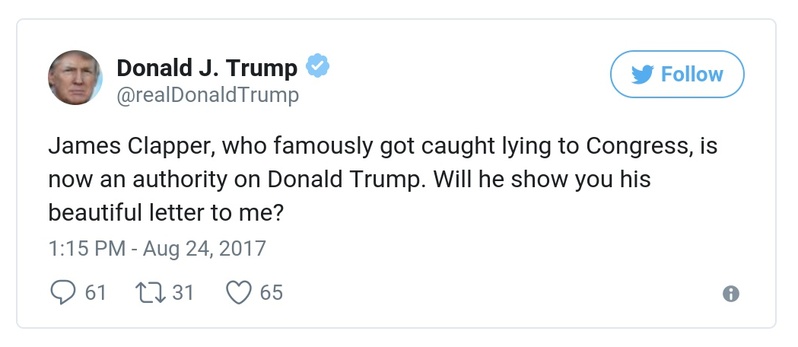 Donald J. Trump
@realDonaldTrump
Follow
James Clapper, who famously got caught lying to Congress, is
now an authority on Donald Trump. Will he show you his
beautiful letter to me?
1:15 PM - Aug 24, 2017
61 31 65